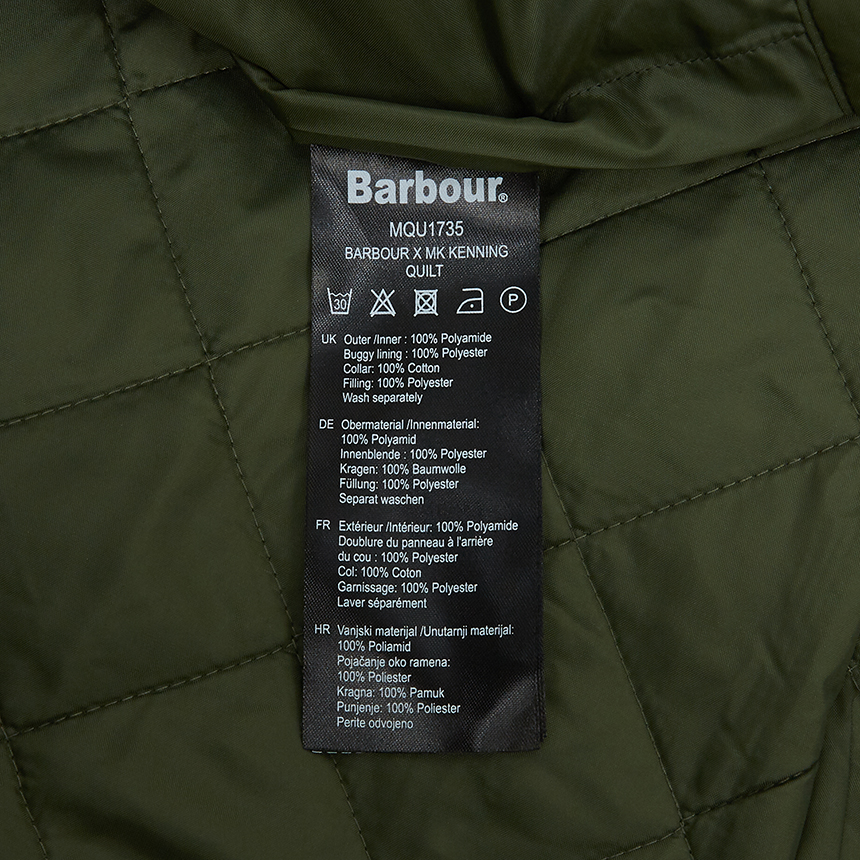 Barbour®
MQU1735
BARBOUR X MK KENNING
QUILT
30 P
UK Outer /Inner : 100% Polyamide
Buggy lining : 100% Polyester
Collar: 100% Cotton
Filling: 100% Polyester
Wash separately
DE Obermaterial /Innenmaterial:
100% Polyamid
Innenblende : 100% Polyester
Kragen: 100% Baumwolle
Füllung: 100% Polyester
Separat waschen
FR Extérieur /Intérieur: 100% Polyamide
Doublure du panneau à l'arrière
du cou : 100% Polyester
Col: 100% Coton
Garnissage: 100% Polyester
Laver séparément
HR Vanjski materijal /Unutarnji materijal:
100% Poliamid
Pojačanje oko ramena:
100% Poliester
Kragna: 100% Pamuk
Punjenje: 100% Poliester
Perite odvojeno